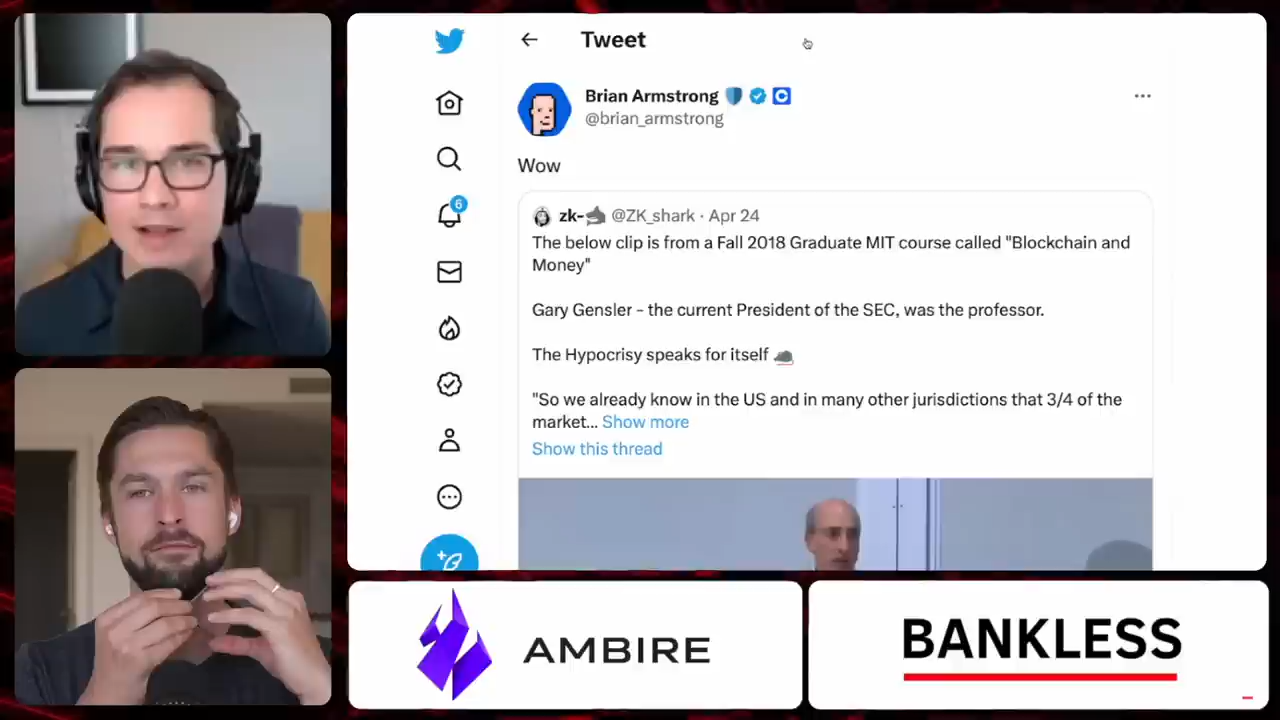 Tweet
Brian Armstrong
@brian_armstrong
Wow
6
zk- @ZK_shark · Apr 24
The below clip is from a Fall 2018 Graduate MIT course called "Blockchain and
Money"
Gary Gensler - the current President of the SEC, was the professor.
The Hypocrisy speaks for itself
"So we already know in the US and in many other jurisdictions that 3/4 of the
market... Show more
Show this thread
AMBIRE
BANKLESS